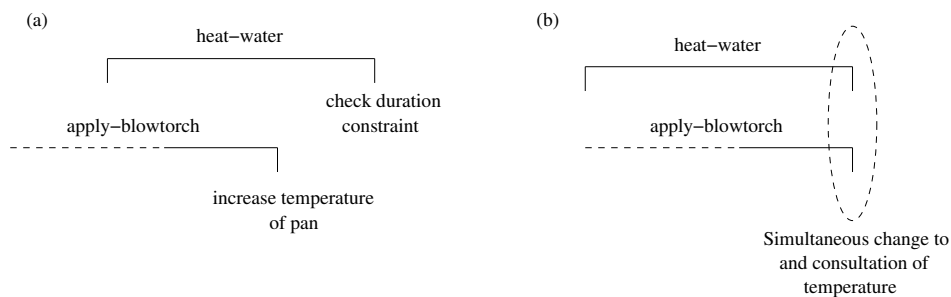 (a)
heat−water
check duration
constraint
apply−blowtorch
increase temperature
of pan
(b)
heat−water
apply−blowtorch
Simultaneous change to
and consultation of
temperature